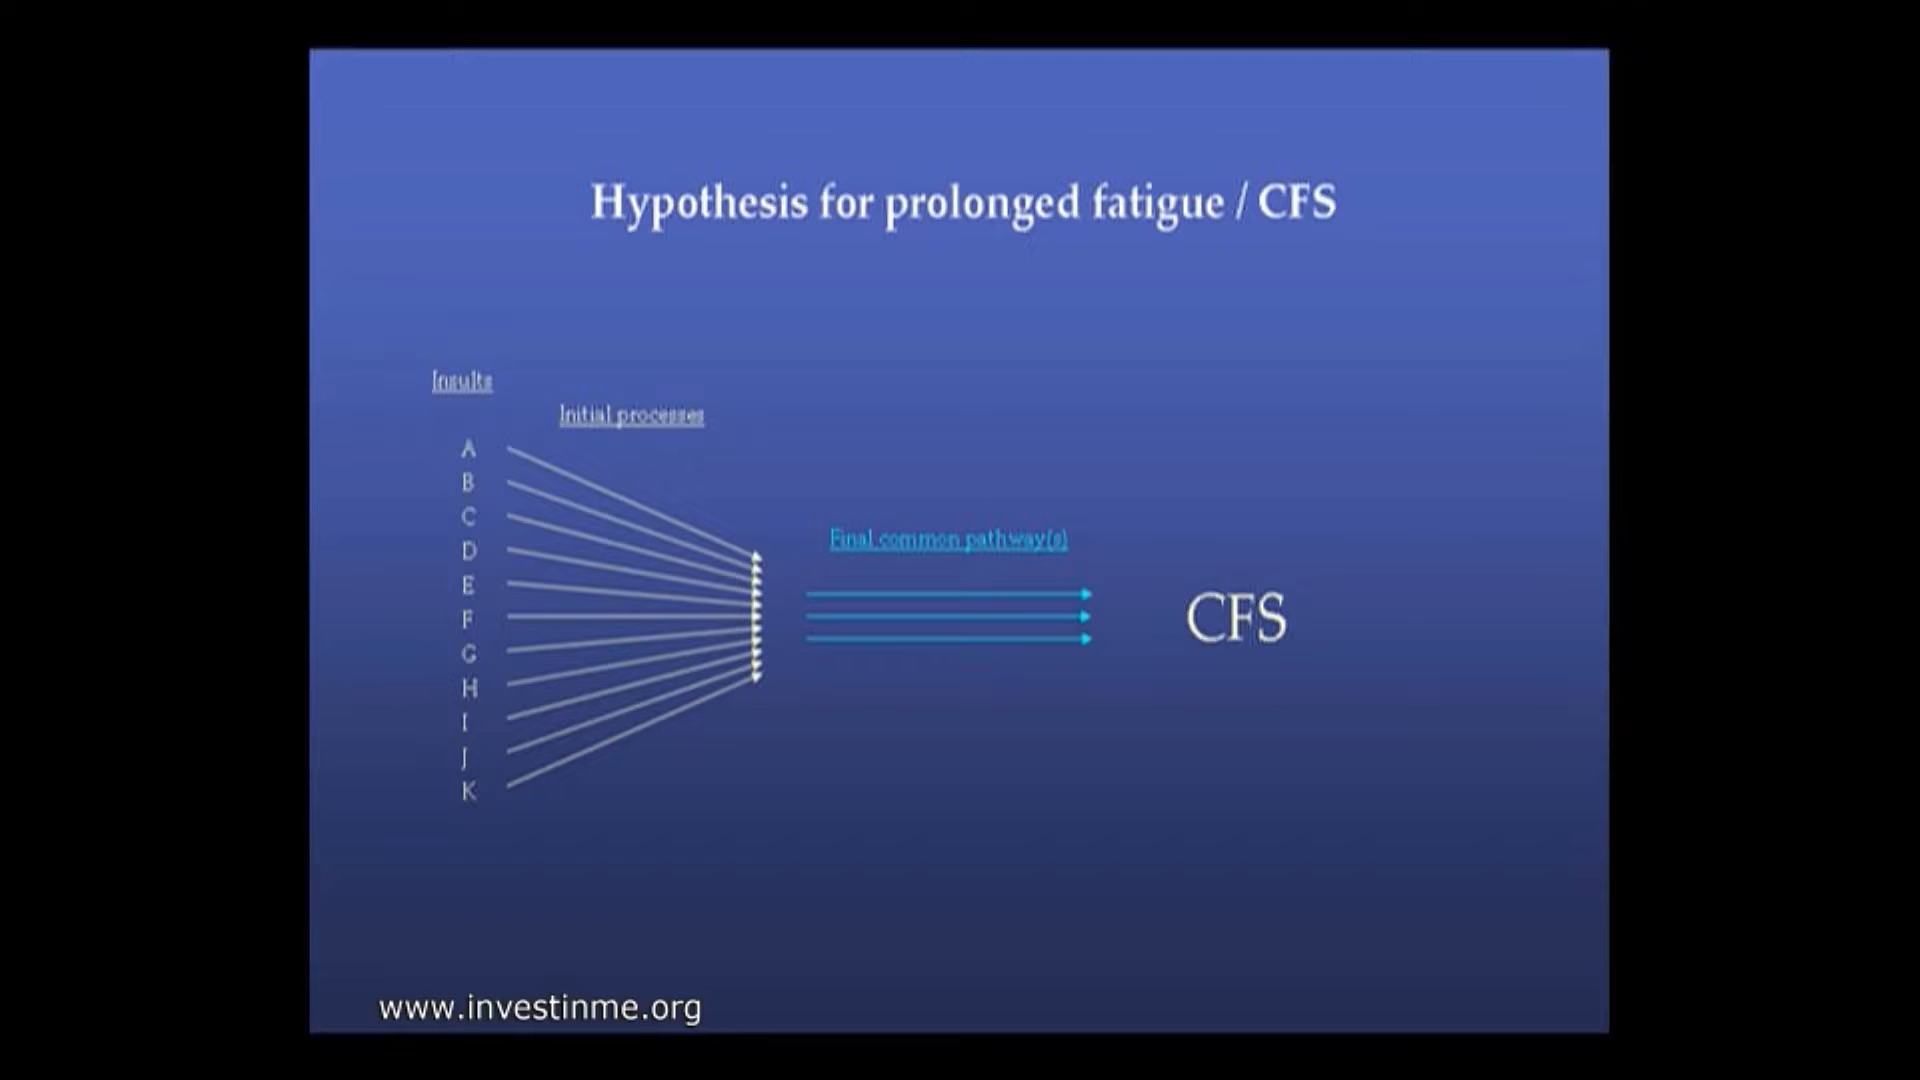 Hypothesis for prolonged fatigue / CFS
Insults
Initial processes
A
B
C
D
E
F
G
H
I
J
K
Final common pathway(s)
CFS
www.investinme.org